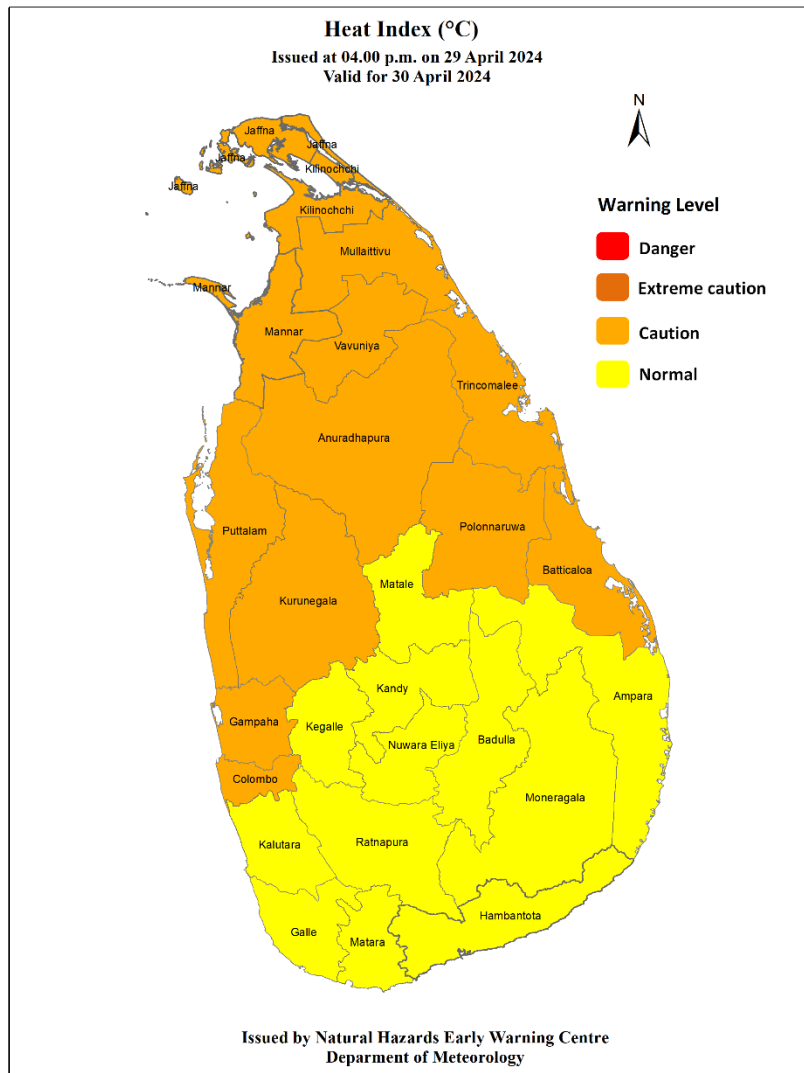 Heat Index (°C)
Issued at 04.00 p.m. on 29 April 2024
Valid for 30 April 2024
N
Warning Level
Danger
Extreme caution
Caution
Normal
Jaffna
Jaffna
Jaffna
Kilinochchi
Jaffna
Kilinochchi
Mullaittivu
Mannar
Mannar
Vavuniya
Trincomalee
Anuradhapura
Puttalam
Polonnaruwa
Batticaloa
Matale
Kurunegala
Kandy
Ampara
Gampaha
Kegalle
Nuwara Eliya
Badulla
Colombo
Moneragala
Kalutara
Ratnapura
Hambantota
Galle
Matara
Issued by Natural Hazards Early Warning Centre
Deparment of Meteorology